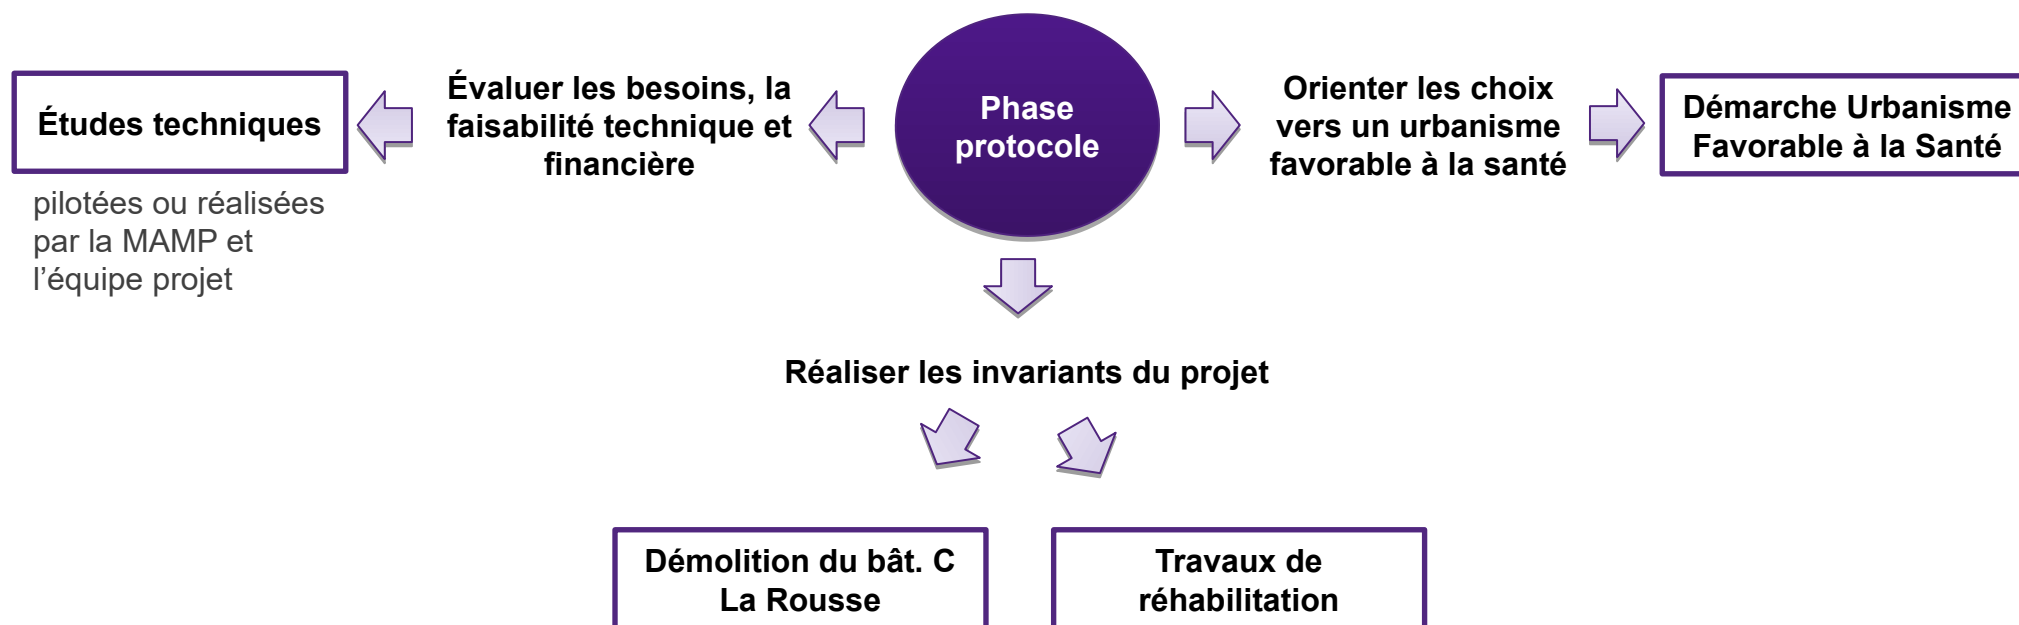 Études techniques
pilotées ou réalisées
par la MAMP et
l’équipe projet
Évaluer les besoins, la
faisabilité technique et
financière
Phase
protocole
Orienter les choix
vers un urbanisme
favorable à la santé
Démarche Urbanisme
Favorable à la Santé
Réaliser les invariants du projet
Démolition du bât. C
La Rousse
Travaux de
réhabilitation